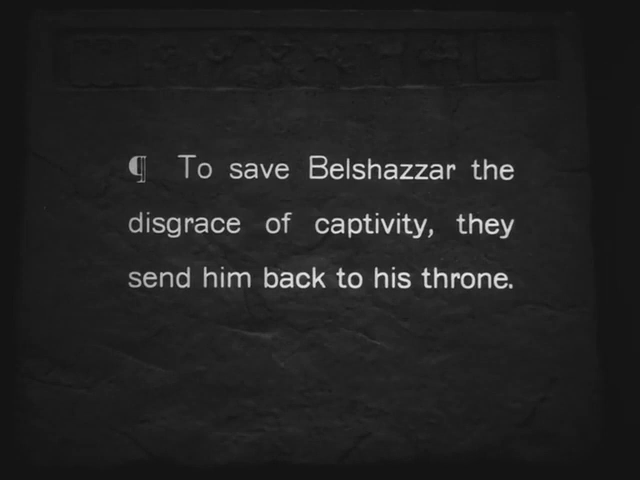 ¶ To save Belshazzar the
disgrace of captivity, they
send him back to his throne.